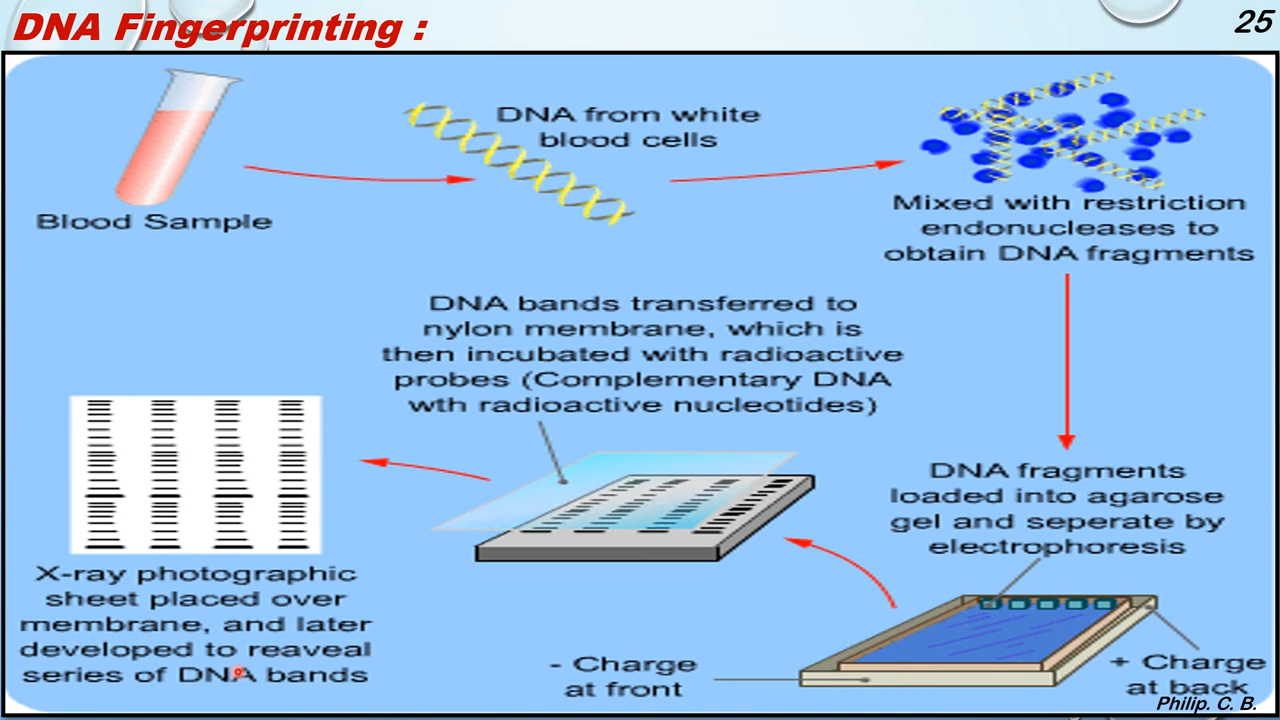 DNA Fingerprinting :
25
Blood Sample
DNA from white
blood cells
Mixed with restriction
endonucleases to
obtain DNA fragments
DNA fragments
loaded into agarose
gel and seperate by
electrophoresis
- Charge
at front
+ Charge
at back
DNA bands transferred to
nylon membrane, which is
then incubated with radioactive
probes (Complementary DNA
wth radioactive nucleotides)
X-ray photographic
sheet placed over
membrane, and later
developed to reaveal
series of DNA bands
Philip. C. B.